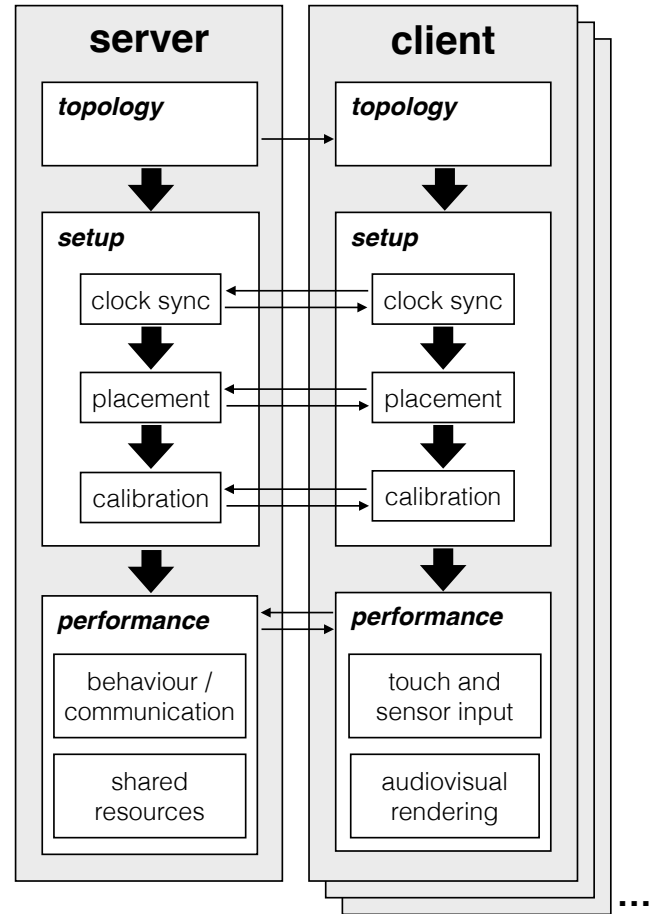 server
topology
setup
clock sync
placement
calibration
performance
behaviour /
communication
shared
resources
client
topology
setup
clock sync
placement
calibration
performance
touch and
sensor input
audiovisual
rendering
...